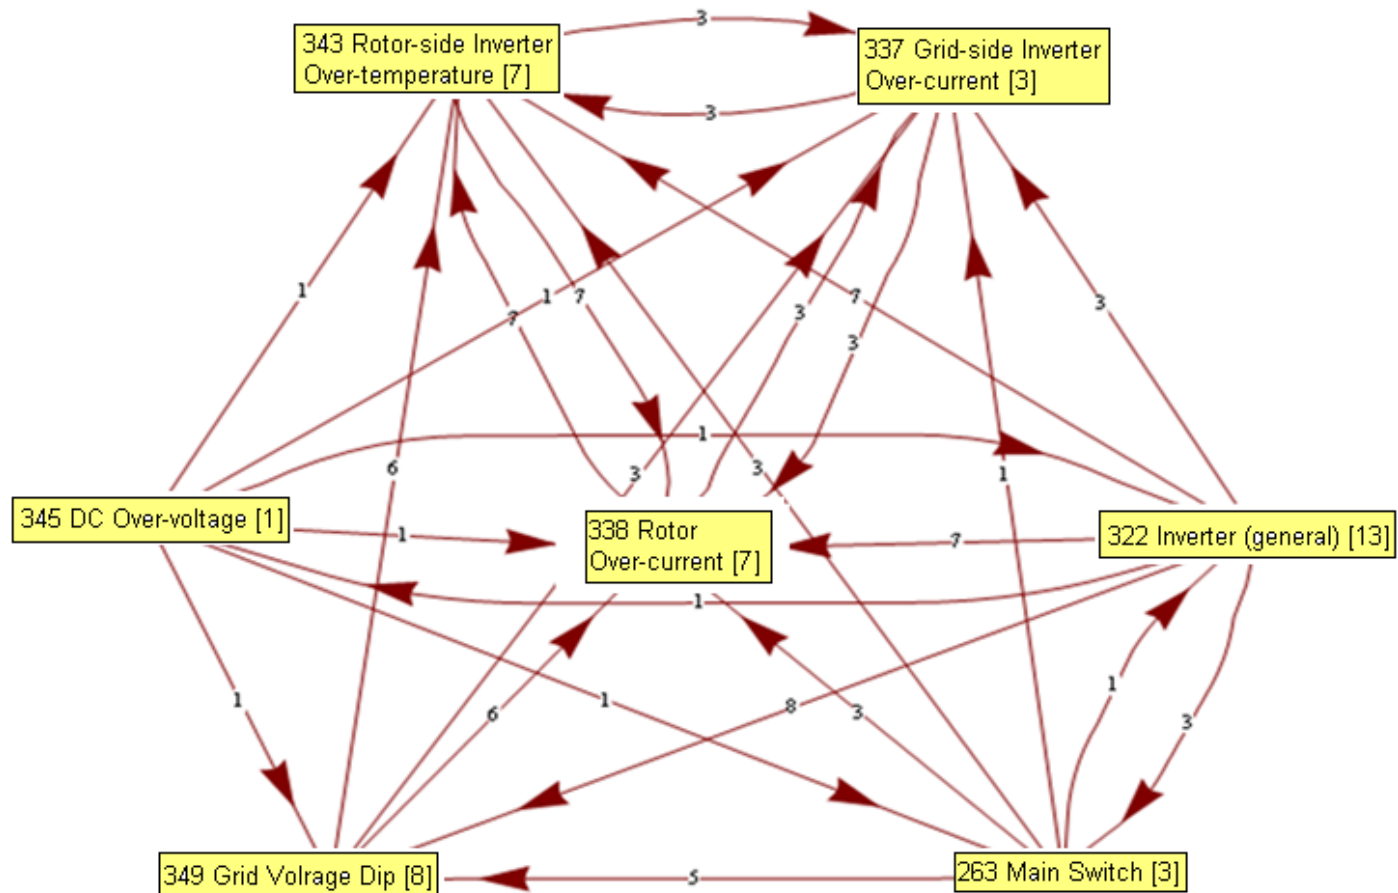 3
343 Rotor-side Inverter
Over-temperature [7]
337 Grid-side Inverter
Over-current [3]
3
1
1
7
7
7
3
3
3
1
6
3
3
1
345 DC Over-voltage [1]
1
338 Rotor
Over-current [7]
7
322 Inverter (general) [13]
1
1
6
1
8
3
1
3
349 Grid Volrage Dip [8]
5
263 Main Switch [3]